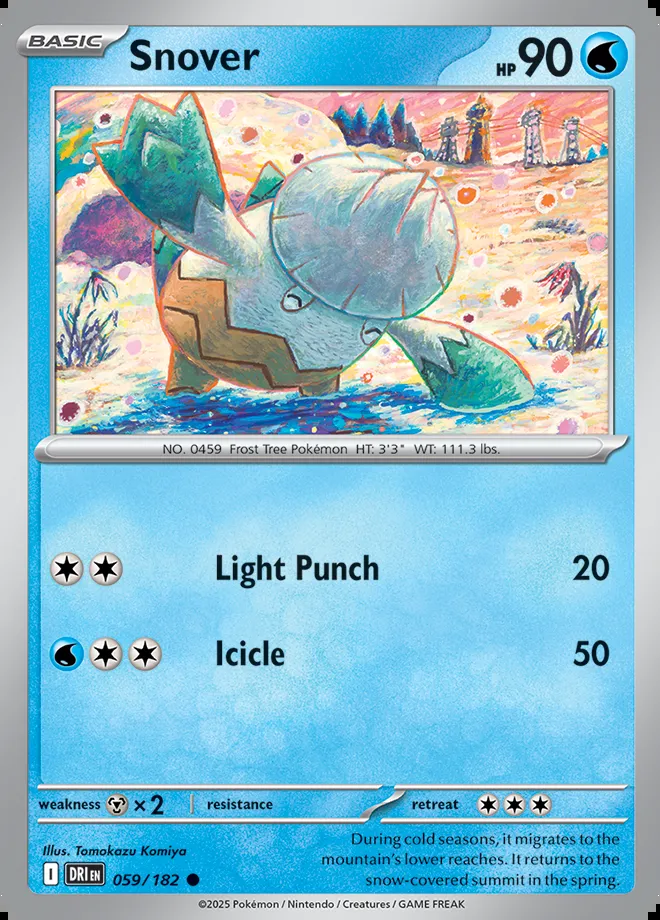 BASIC
Snover
HP 90
NO. 0459 Frost Tree Pokémon HT: 3'3" WT: 111.3 lbs.
Light Punch 20
Icicle 50
weakness ×2 resistance retreat
Illus. Tomokazu Komiya
During cold seasons, it migrates to the
mountain's lower reaches. It returns to the
snow-covered summit in the spring.
I DRI EN 059/182
©2025 Pokémon / Nintendo / Creatures / GAME FREAK